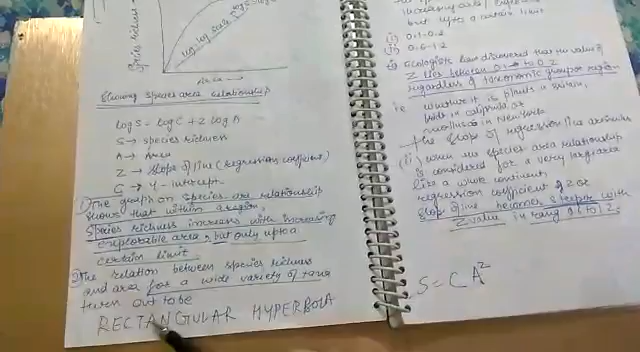 Species richness →
log-log scale
Area →
Showing species area relationship
log S = log C + Z log A
S → species richness
A → Area
Z → slope of line (regression coefficient)
C → Y-intercept
1) The graph on species area relationship
shows that within a region,
species richness increases with increasing
explorable area, but only upto a
certain limit.
2) The relation between species richness
and area for a wide variety of taxa
turn out to be
RECTANGULAR HYPERBOLA
but upto a certain limit
(i) 0.1-0.2
(ii) 0.6-1.2
(i) Ecologists have discovered that the value of
Z lies between 0.1 to 0.2
regardless of taxonomic group or region
i.e. whether it is plants in Britain,
birds in California or
molluscs in New York
The slope of regression line are similar
(ii) when species area relationship
is considered for a very large area
like a whole continent,
regression coefficient Z or
slope of line becomes steeper with
Z value in rang 0.6 to 1.2
S = CA^Z